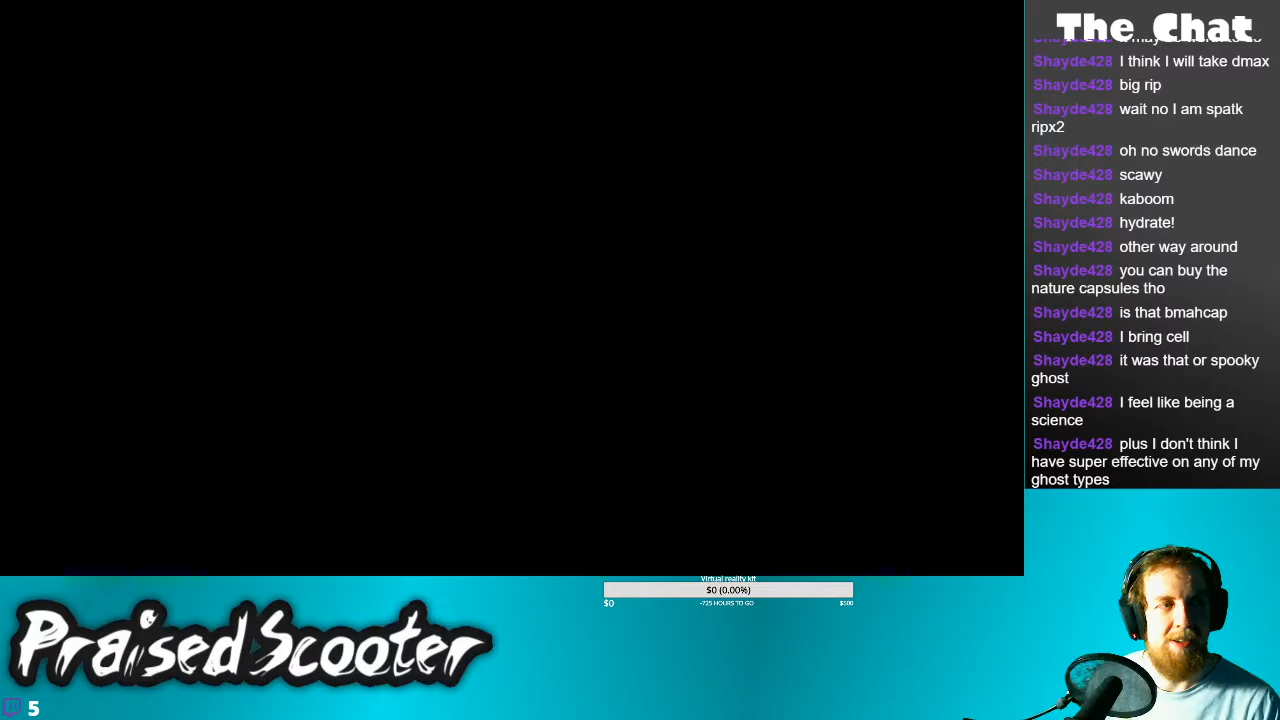 The Chat
Shayde428 I think I will take dmax
Shayde428 big rip
Shayde428 wait no I am spatk
ripx2
Shayde428 oh no swords dance
Shayde428 scawy
Shayde428 kaboom
Shayde428 hydrate!
Shayde428 other way around
Shayde428 you can buy the
nature capsules tho
Shayde428 is that bmahcap
Shayde428 I bring cell
Shayde428 it was that or spooky
ghost
Shayde428 I feel like being a
science
Shayde428 plus I don't think I
have super effective on any of my
ghost types
Virtual reality kit
$0 (0.00%)
$0 -725 HOURS TO GO $500
PraisedScooter
5